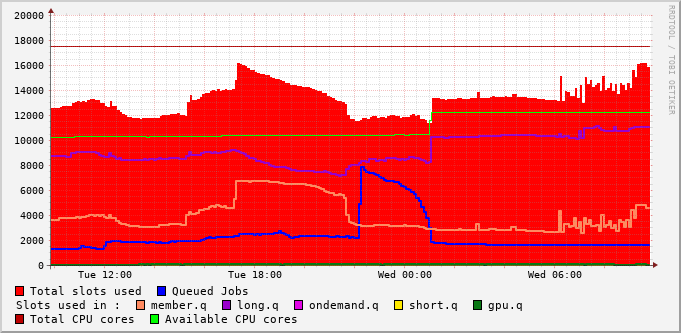 20000
18000
16000
14000
12000
10000
8000
6000
4000
2000
0
Tue 12:00 Tue 18:00 Wed 00:00 Wed 06:00
Total slots used Queued Jobs
Slots used in : member.q long.q ondemand.q short.q gpu.q
Total CPU cores Available CPU cores
RRDTOOL / TOBI OETIKER